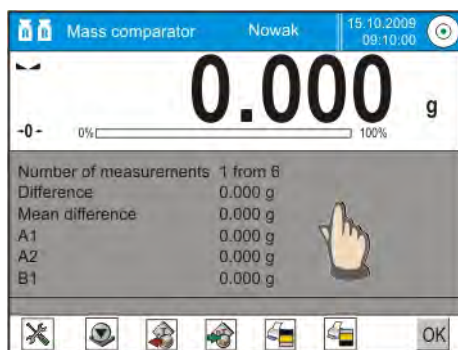 Mass comparator Nowak 15.10.2009
09:10:00
0.000 g
→0← 0% 100%
Number of measurements 1 from 6
Difference 0.000 g
Mean difference 0.000 g
A1 0.000 g
A2 0.000 g
B1 0.000 g
OK